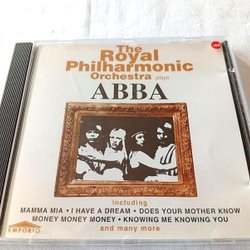 The
Royal
Philharmonic
Orchestra plays
ABBA
including
MAMMA MIA • I HAVE A DREAM • DOES YOUR MOTHER KNOW
MONEY MONEY MONEY • KNOWING ME KNOWING YOU
and many more
EMPORIO